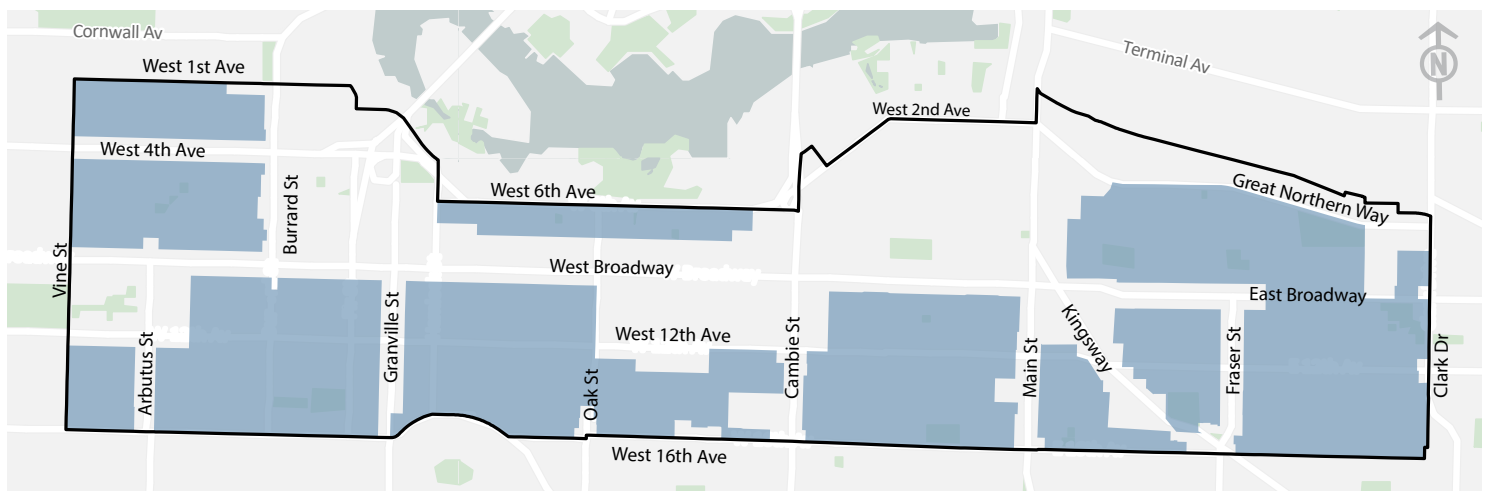 Cornwall Av
West 1st Ave
Terminal Av
N
West 2nd Ave
West 4th Ave
West 6th Ave
Great Northern Way
Burrard St
Vine St
West Broadway
East Broadway
Arbutus St
Granville St
West 12th Ave
Oak St
Cambie St
Main St
Kingsway
Fraser St
Clark Dr
West 16th Ave